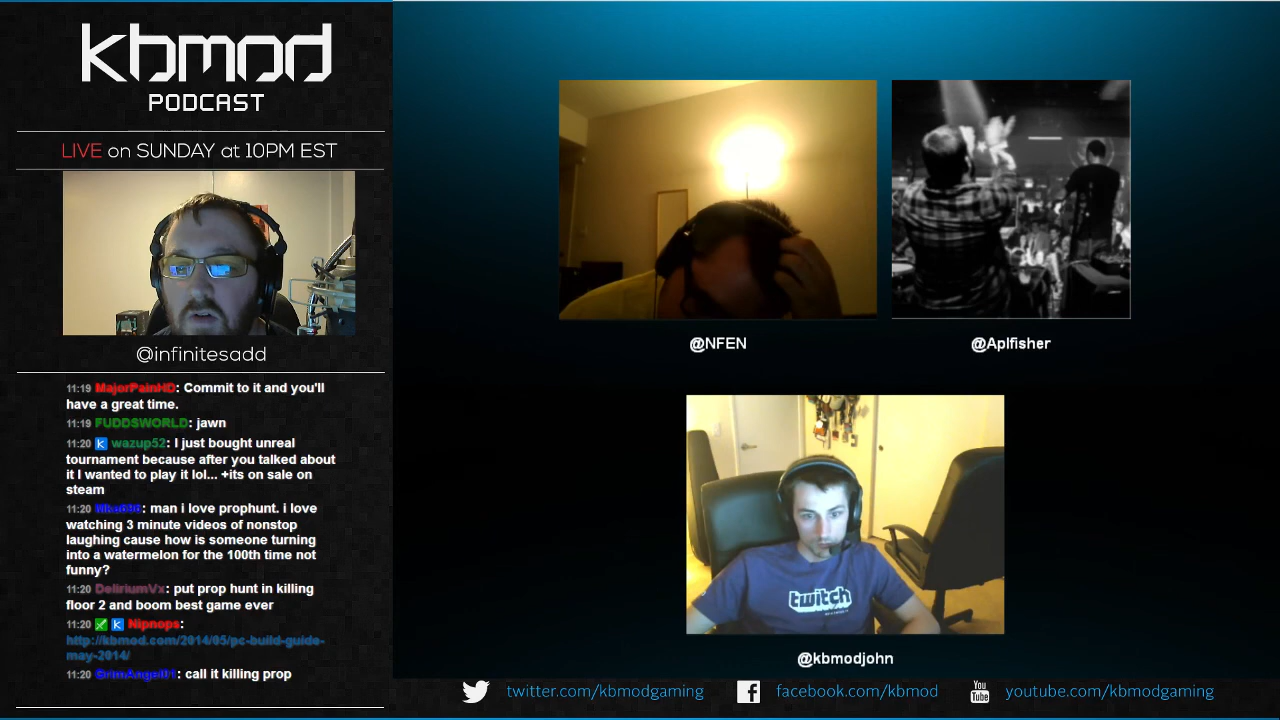 kbmod
PODCAST
LIVE on SUNDAY at 10PM EST
@infinitesadd
11:19 MajorPainHD: Commit to it and you'll
have a great time.
11:19 FUDDSWORLD: jawn
11:20 K wazup52: I just bought unreal
tournament because after you talked about
it I wanted to play it lol... +its on sale on
steam
11:20 : man i love prophunt. i love
watching 3 minute videos of nonstop
laughing cause how is someone turning
into a watermelon for the 100th time not
funny?
11:20 DeliriumVx: put prop hunt in killing
floor 2 and boom best game ever
11:20 K Nipnops:
http://kbmod.com/2014/05/pc-build-guide-
may-2014/
11:20 GrimAngel01: call it killing prop
@NFEN
@Aplfisher
twitch
@kbmodjohn
twitter.com/kbmodgaming
facebook.com/kbmod
You Tube
youtube.com/kbmodgaming